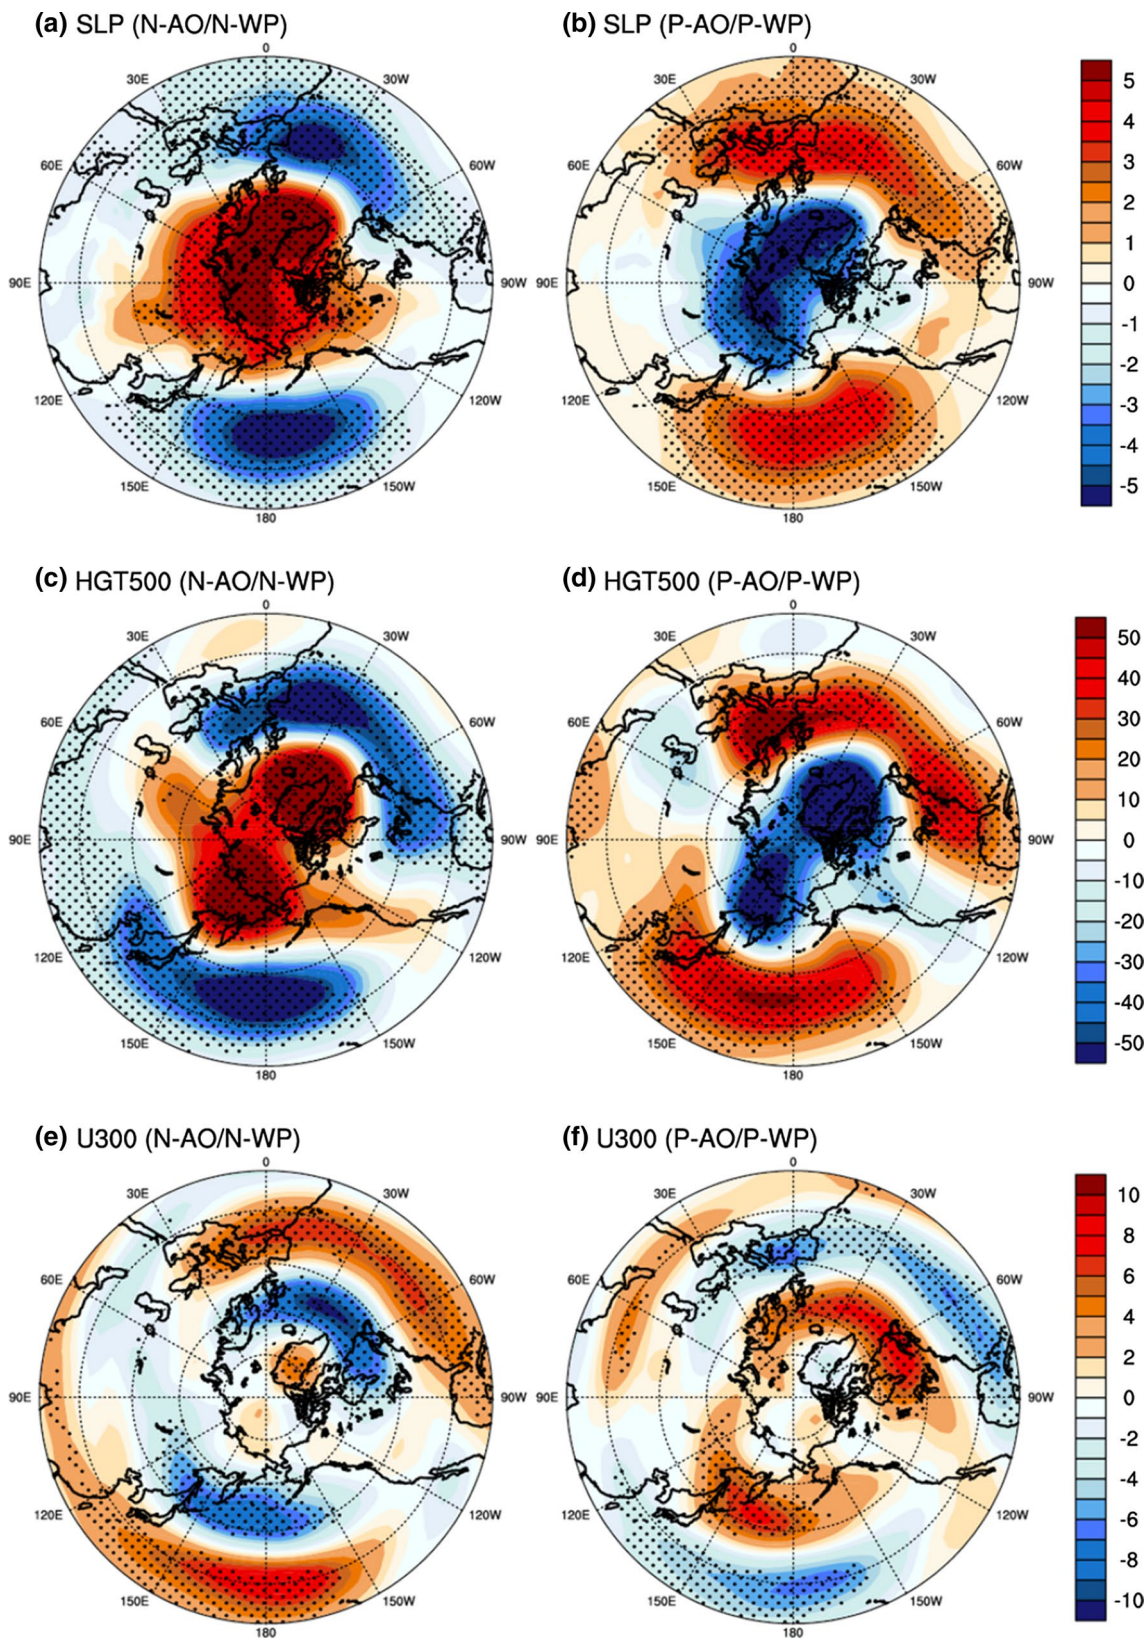 (a) SLP (N-AO/N-WP)
(b) SLP (P-AO/P-WP)
0
30E
30W
60E
60W
90E
90W
120E
120W
150E
150W
180
0
30E
30W
60E
60W
90E
90W
120E
120W
150E
150W
180
5
4
3
2
1
0
-1
-2
-3
-4
-5
(c) HGT500 (N-AO/N-WP)
(d) HGT500 (P-AO/P-WP)
0
30E
30W
60E
60W
90E
90W
120E
120W
150E
150W
180
0
30E
30W
60E
60W
90E
90W
120E
120W
150E
150W
180
50
40
30
20
10
0
-10
-20
-30
-40
-50
(e) U300 (N-AO/N-WP)
(f) U300 (P-AO/P-WP)
0
30E
30W
60E
60W
90E
90W
120E
120W
150E
150W
180
0
30E
30W
60E
60W
90E
90W
120E
120W
150E
150W
180
10
8
6
4
2
0
-2
-4
-6
-8
-10